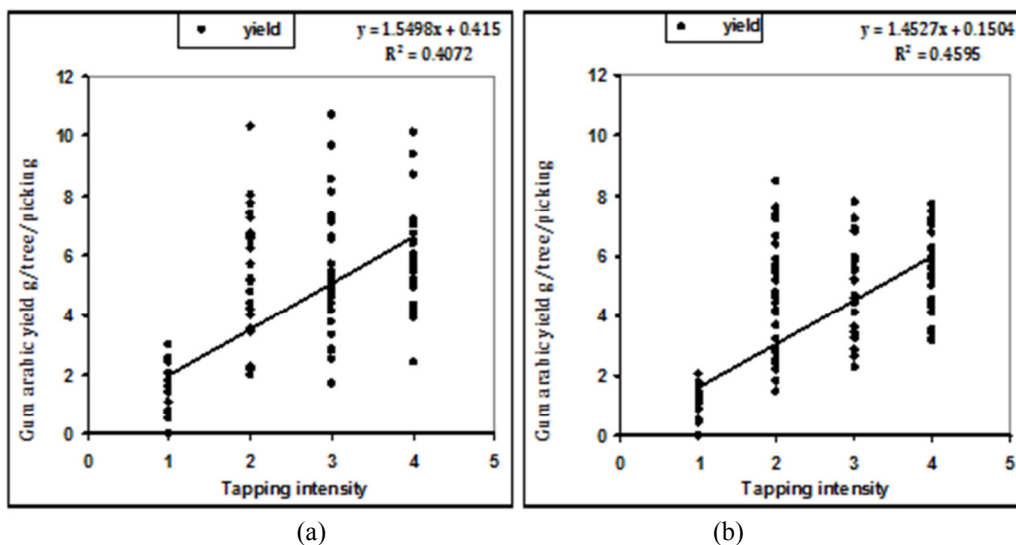 yield
y = 1.5498x + 0.415
R² = 0.4072
Gum arabic yield g/tree/picking
12
10
8
6
4
2
0
0 1 2 3 4 5
Tapping intensity
(a)
yield
y = 1.4527x + 0.1504
R² = 0.4595
Gum arabic yield g/tree/picking
12
10
8
6
4
2
0
0 1 2 3 4 5
Tapping intensity
(b)